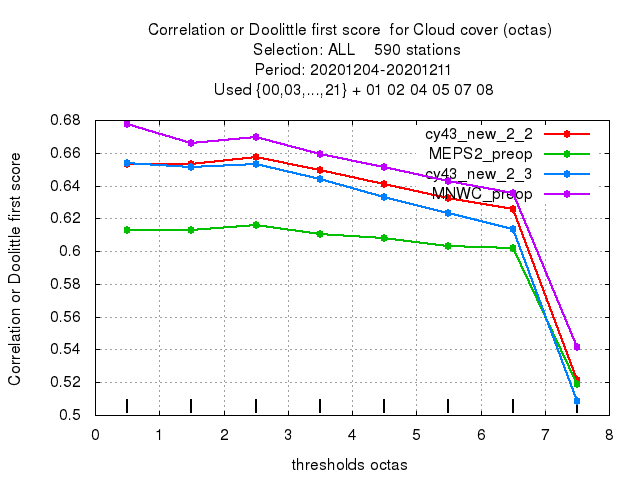 Correlation or Doolittle first score  for Cloud cover (octas)
Selection: ALL    590 stations
Period: 20201204-20201211
Used {00,03,...,21} + 01 02 04 05 07 08
Correlation or Doolittle first score
0.68
0.66
0.64
0.62
0.6
0.58
0.56
0.54
0.52
0.5
cy43_new_2_2
MEPS2_preop
cy43_new_2_3
MNWC_preop
0 1 2 3 4 5 6 7 8
thresholds octas